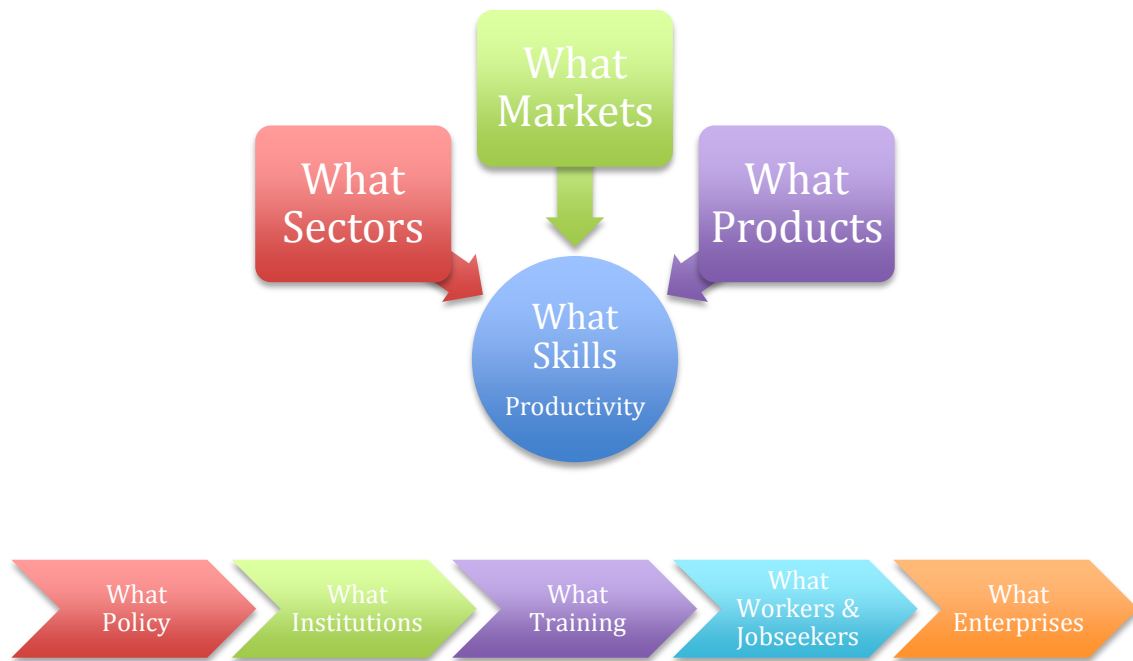 What
Markets
What
Sectors
What
Products
What
Skills
Productivity
What
Policy
What
Institutions
What
Training
What
Workers &
Jobseekers
What
Enterprises